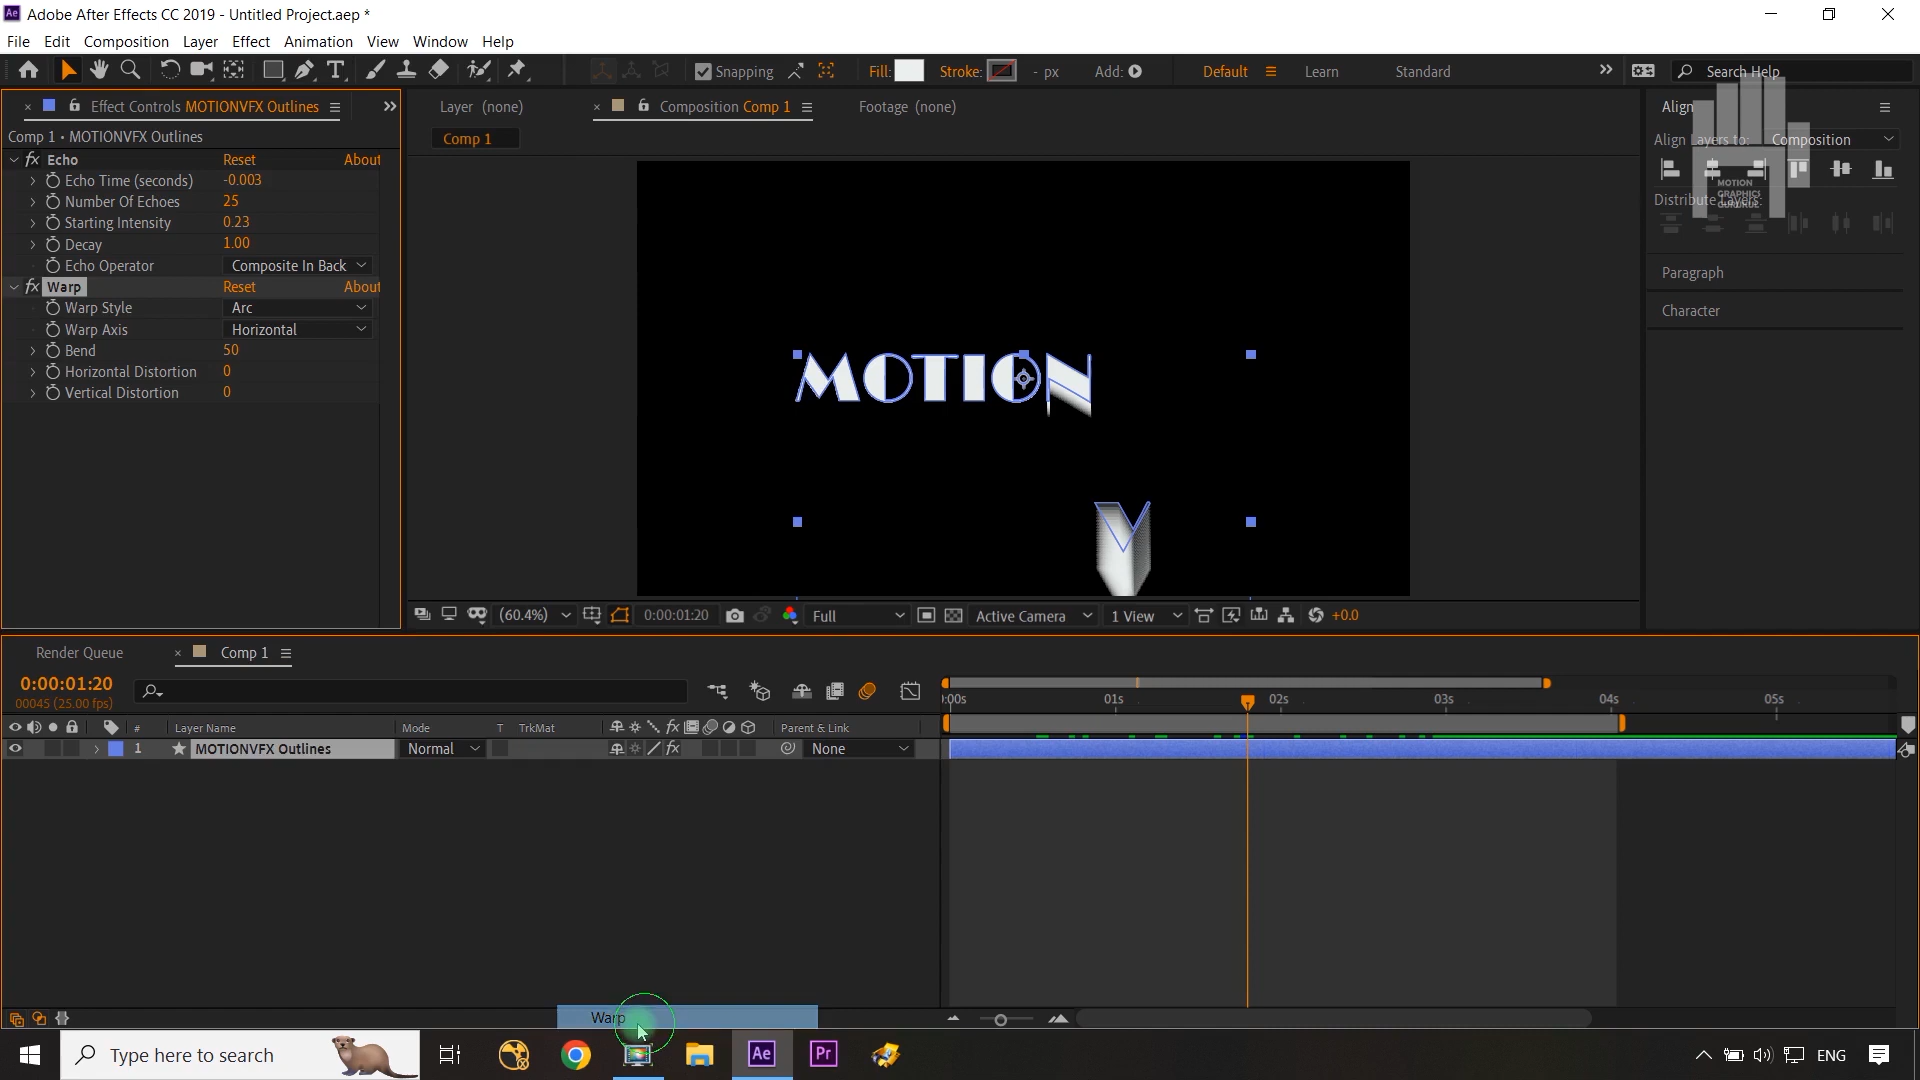 Adobe After Effects CC 2019 - Untitled Project.aep *
File Edit Composition Layer Effect Animation View Window Help
Snapping Fill: Stroke: - px Add: Default Learn Standard Search Help
Effect Controls MOTIONVFX Outlines
Layer (none)
Composition Comp 1
Footage (none)
Align
Comp 1 • MOTIONVFX Outlines
Comp 1
Align Layers to: Composition
Echo Reset About
Echo Time (seconds) -0.003
Number Of Echoes 25
Starting Intensity 0.23
Decay 1.00
Echo Operator Composite In Back
Warp Reset About
Warp Style Arc
Warp Axis Horizontal
Bend 50
Horizontal Distortion 0
Vertical Distortion 0
MOTION
GRAPHICS
GURUKUL
Distribute Layers:
Paragraph
Character
MOTION
V
(60.4%) 0:00:01:20 Full Active Camera 1 View +0.0
Render Queue Comp 1
0:00:01:20
00045 (25.00 fps)
:00s 01s 02s 03s 04s 05s
# Layer Name Mode T TrkMat Parent & Link
1 MOTIONVFX Outlines Normal None
Warp
Type here to search Ae Pr ENG